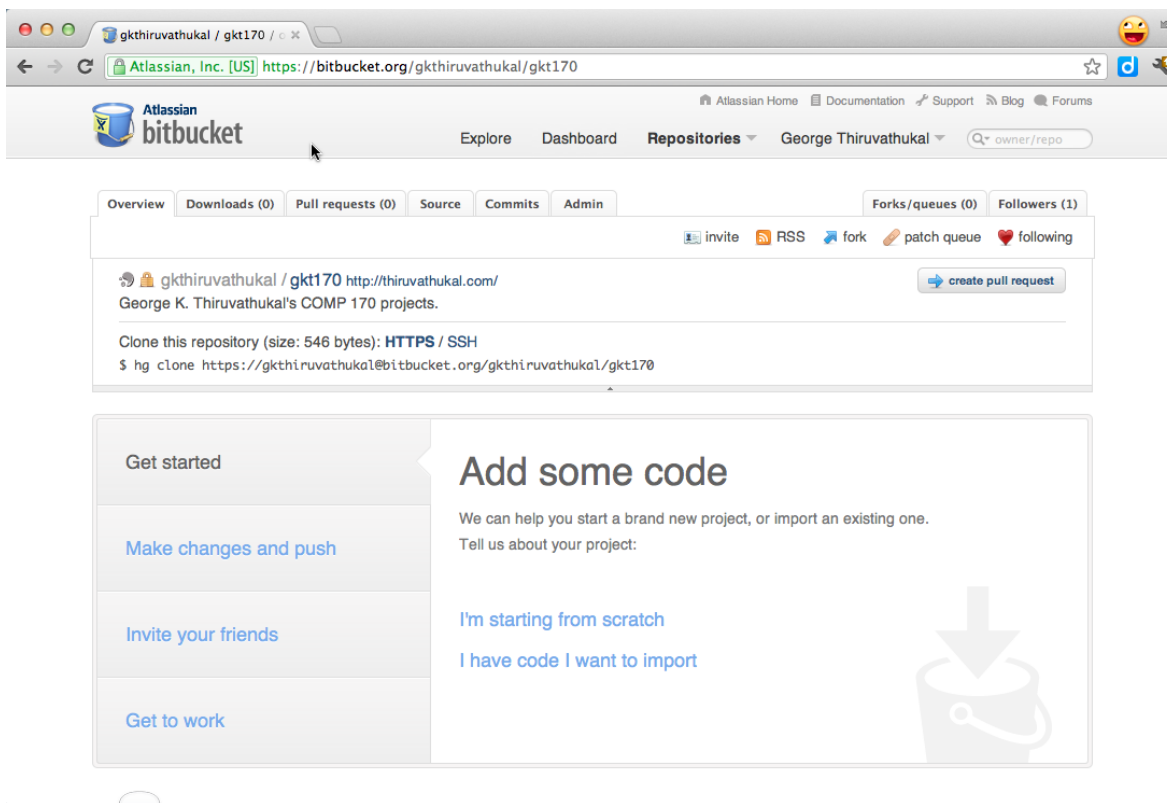 gkthiruvathukal / gkt170 /
Atlassian, Inc. [US] https://bitbucket.org/gkthiruvathukal/gkt170
Atlassian Home Documentation Support Blog Forums
Atlassian
bitbucket
Explore Dashboard Repositories George Thiruvathukal owner/repo
Overview Downloads (0) Pull requests (0) Source Commits Admin Forks/queues (0) Followers (1)
invite RSS fork patch queue following
gkthiruvathukal / gkt170 http://thiruvathukal.com/ create pull request
George K. Thiruvathukal's COMP 170 projects.
Clone this repository (size: 546 bytes): HTTPS / SSH
$ hg clone https://gkthiruvathukal@bitbucket.org/gkthiruvathukal/gkt170
Get started
Make changes and push
Invite your friends
Get to work
Add some code
We can help you start a brand new project, or import an existing one.
Tell us about your project:
I'm starting from scratch
I have code I want to import